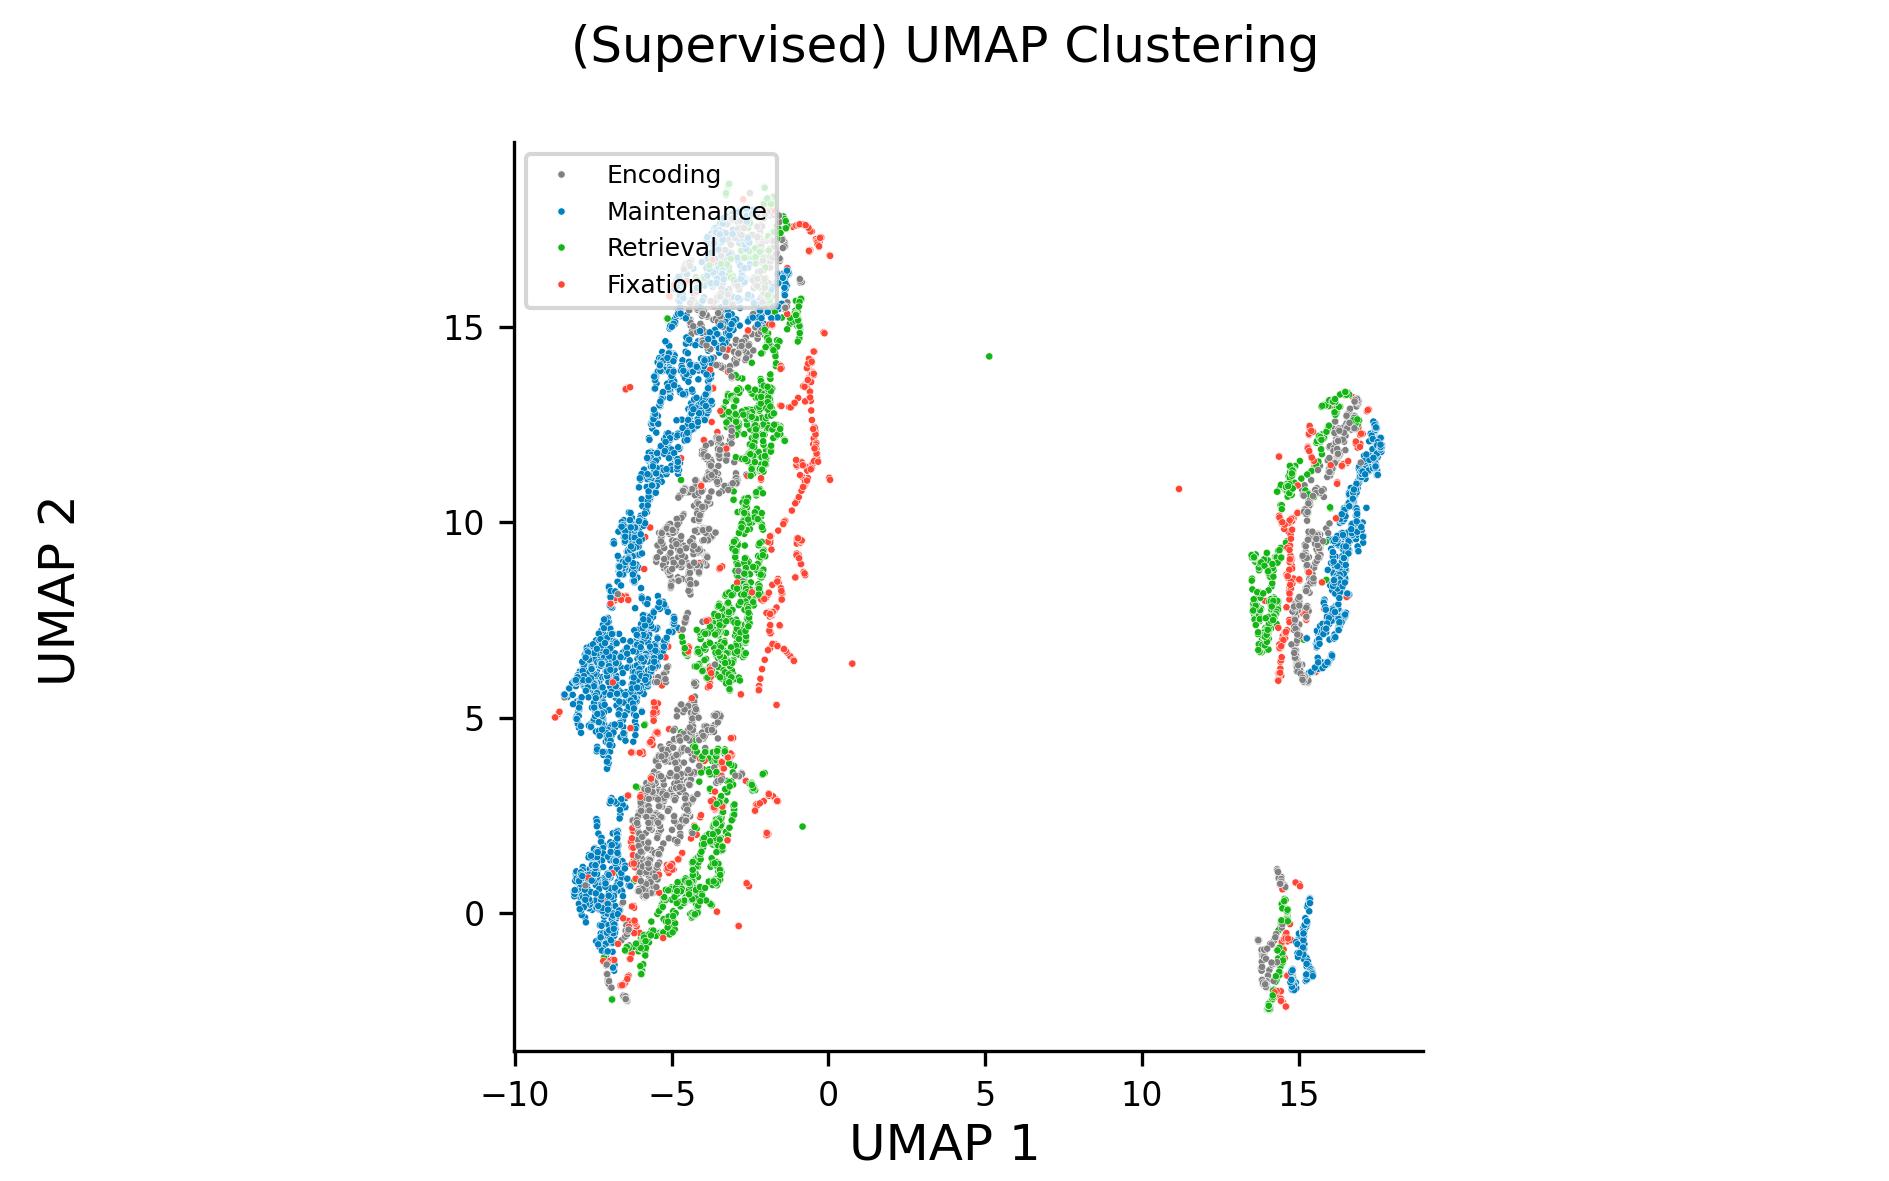 (Supervised) UMAP Clustering
Encoding
Maintenance
Retrieval
Fixation
UMAP 2
15
10
5
0
−10
−5
0
5
10
15
UMAP 1